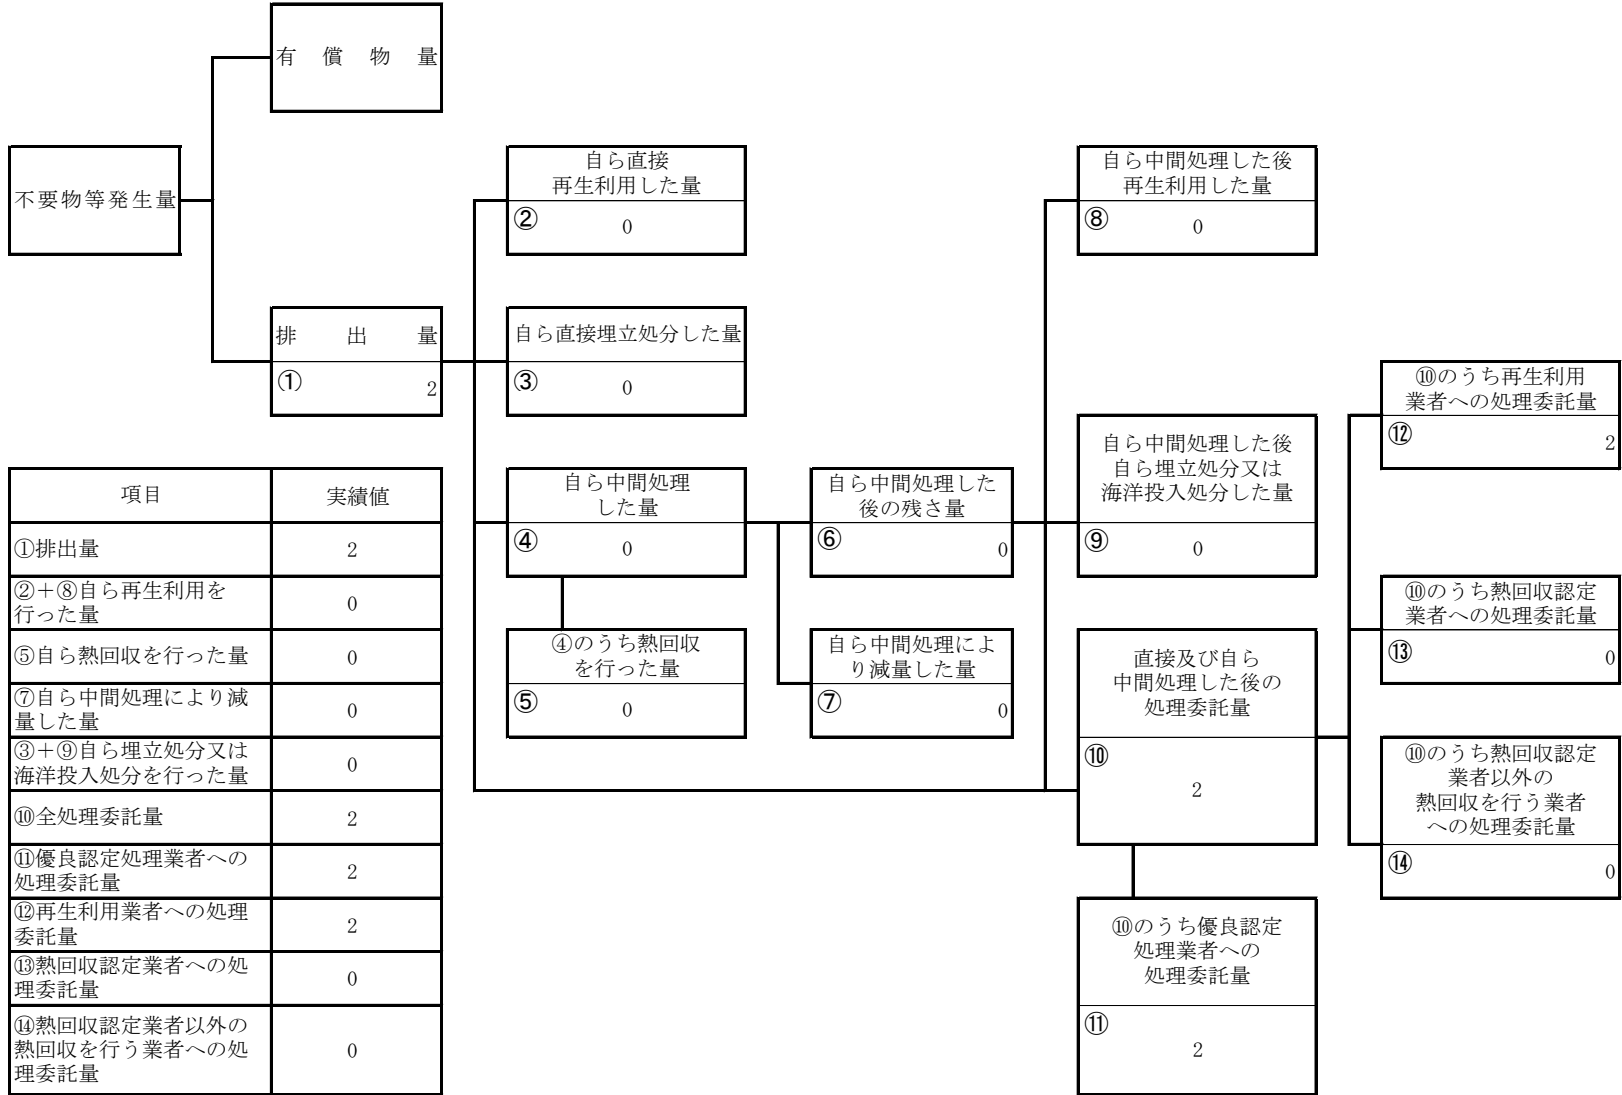 有償物量
不要物等発生量
自ら直接
再生利用した量
② 0
自ら中間処理した後
再生利用した量
⑧ 0
排出量
① 2
自ら直接埋立処分した量
③ 0
⑩のうち再生利用
業者への処理委託量
⑫ 2
自ら中間処理
した量
④ 0
自ら中間処理した
後の残さ量
⑥ 0
自ら中間処理した後
自ら埋立処分又は
海洋投入処分した量
⑨ 0
⑩のうち熱回収認定
業者への処理委託量
⑬ 0
④のうち熱回収
を行った量
⑤ 0
自ら中間処理によ
り減量した量
⑦ 0
直接及び自ら
中間処理した後の
処理委託量
⑩
2
⑩のうち熱回収認定
業者以外の
熱回収を行う業者
への処理委託量
⑭ 0
⑩のうち優良認定
処理業者への
処理委託量
⑪
2
項目 実績値
①排出量 2
②＋⑧自ら再生利用を
行った量 0
⑤自ら熱回収を行った量 0
⑦自ら中間処理により減
量した量 0
③＋⑨自ら埋立処分又は
海洋投入処分を行った量 0
⑩全処理委託量 2
⑪優良認定処理業者への
処理委託量 2
⑫再生利用業者への処理
委託量 2
⑬熱回収認定業者への処
理委託量 0
⑭熱回収認定業者以外の
熱回収を行う業者への処
理委託量 0